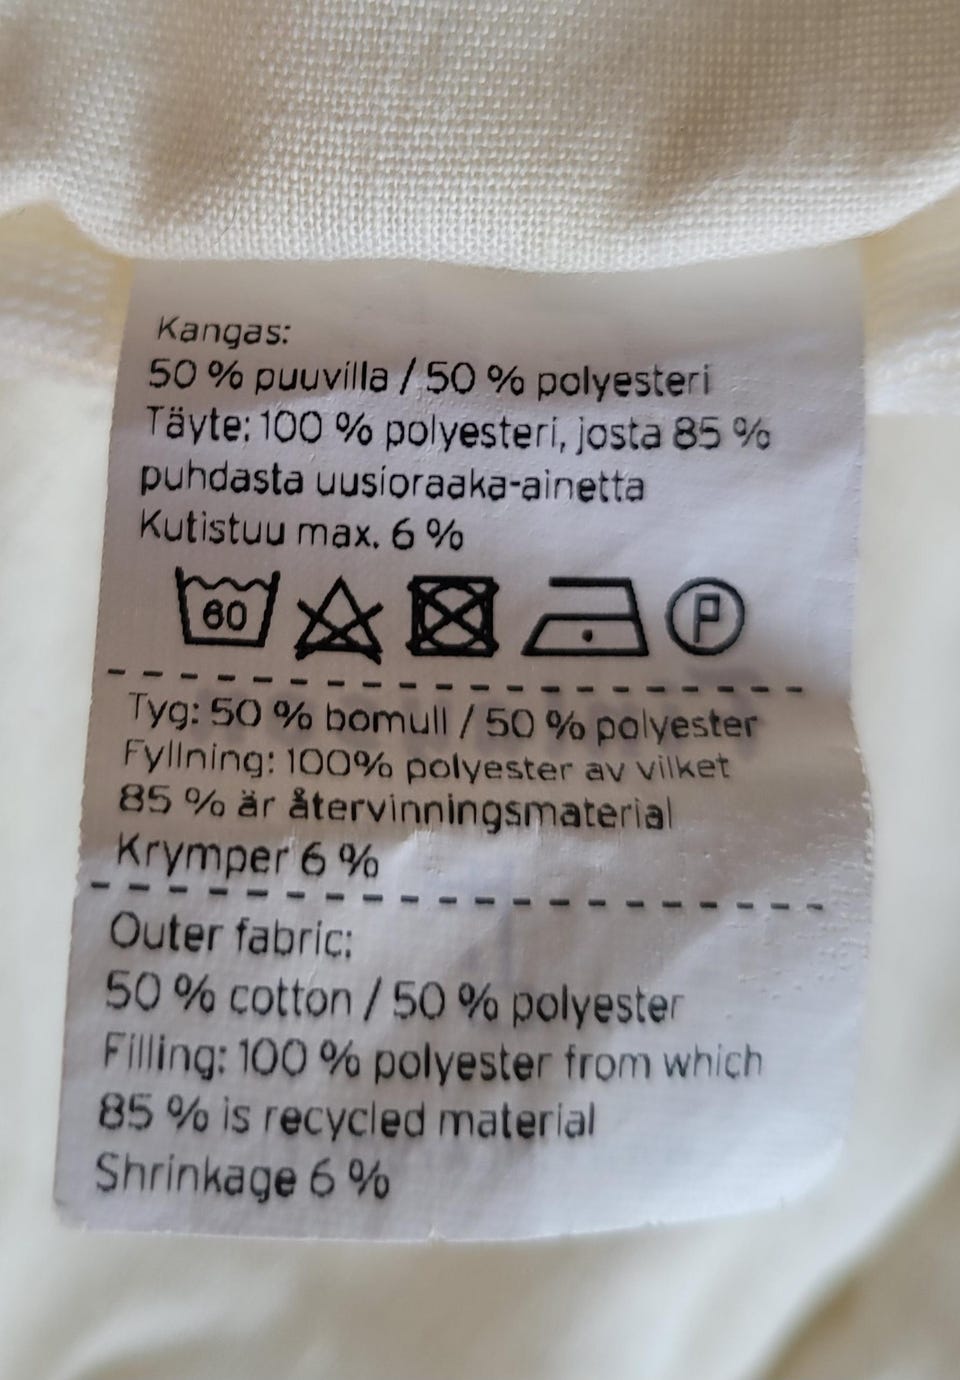 Kangas:
50 % puuvilla / 50 % polyesteri
Täyte: 100 % polyesteri, josta 85 %
puhdasta uusioraaka-ainetta
Kutistuu max. 6 %
60
P
Tyg: 50 % bomull / 50 % polyester
Fyllning: 100% polyester av vilket
85 % är återvinningsmaterial
Krymper 6 %
Outer fabric:
50 % cotton / 50 % polyester
Filling: 100 % polyester from which
85 % is recycled material
Shrinkage 6 %